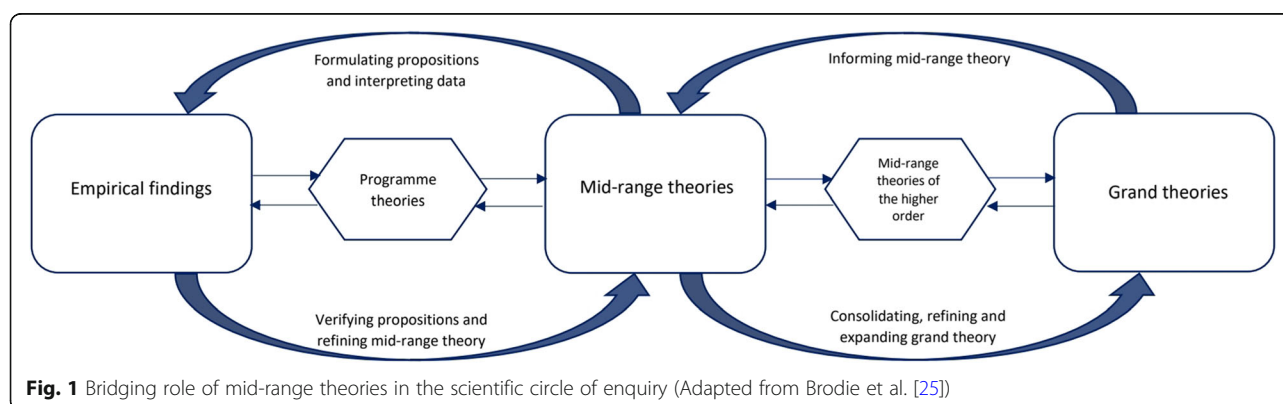 Formulating propositions
and interpreting data
Informing mid-range theory
Empirical findings
Programme
theories
Mid-range theories
Mid-range
theories of
the higher
order
Grand theories
Verifying propositions and
refining mid-range theory
Consolidating, refining and
expanding grand theory
Fig. 1 Bridging role of mid-range theories in the scientific circle of enquiry (Adapted from Brodie et al. [25])